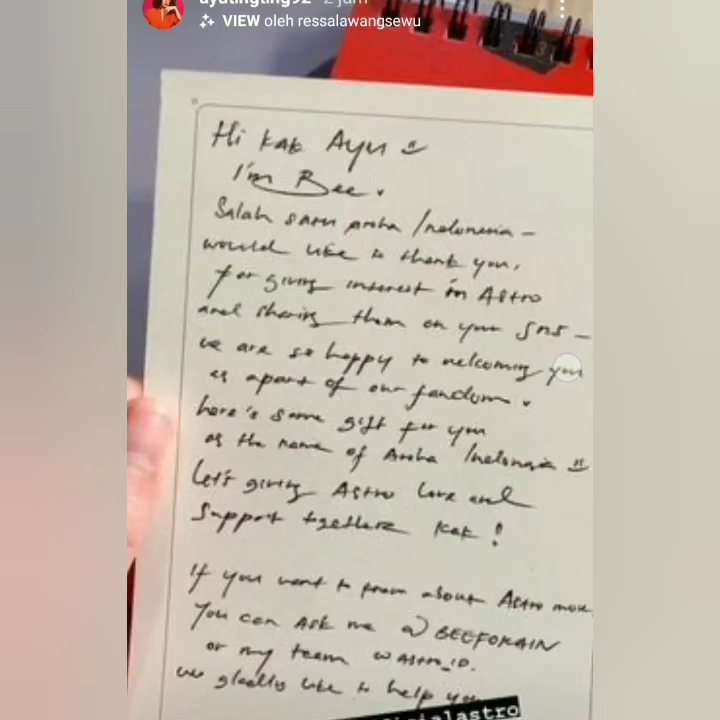 ayutingting92 2 jam
VIEW oleh ressalawangsewu
Hi kak Ayu
I'm Bee.
Salah satu aroha Indonesia -
would like to thank you,
for giving interest in Astro
and sharing them on your SNS -
we are so happy to welcoming you
as apart of our fandom.
here's some gift for you
as the name of Aroha Indonesia
Let's giving Astro love and
Support together kak!
If you want to know about Astro more
You can ask me @BEEFORAIN
or my team @astro_ID.
we gladly like to help you
ialastro